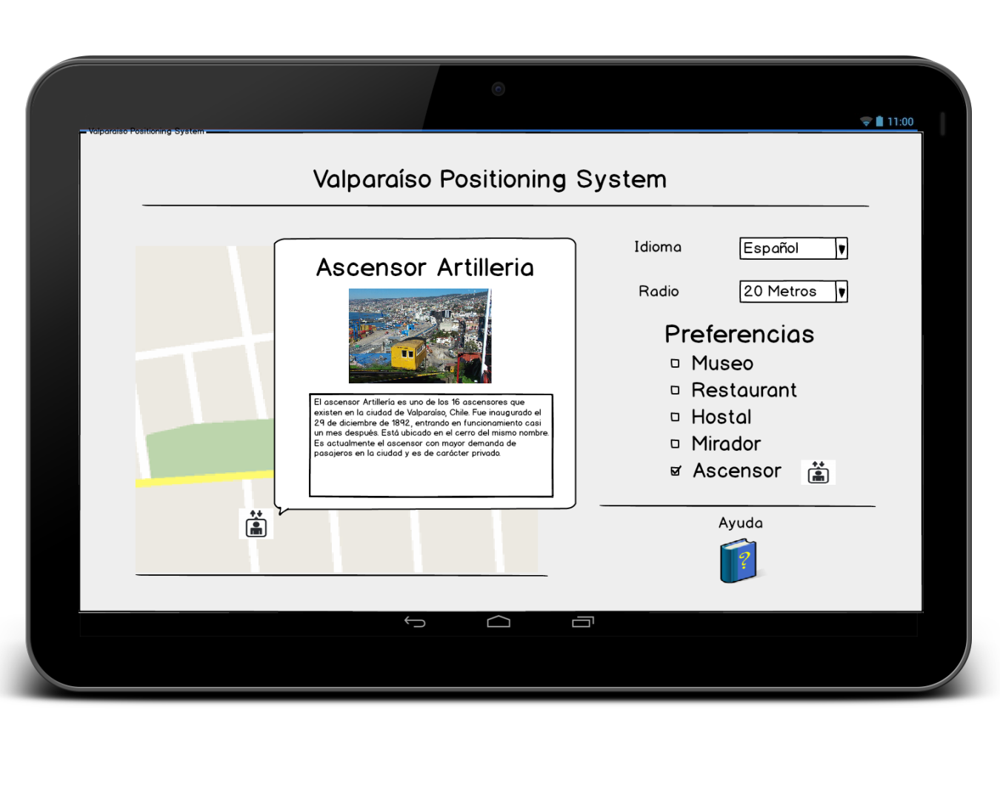 11:00
Valparaiso Positioning System
Valparaíso Positioning System
Ascensor Artilleria
El ascensor Artillería es uno de los 16 ascensores que
existen en la ciudad de Valparaíso, Chile. Fue inaugurado el
29 de diciembre de 1892, entrando en funcionamiento casi
un mes después. Está ubicado en el cerro del mismo nombre.
Es actualmente el ascensor con mayor demanda de
pasajeros en la ciudad y es de carácter privado.
Idioma
Español
Radio
20 Metros
Preferencias
Museo
Restaurant
Hostal
Mirador
Ascensor
Ayuda
?